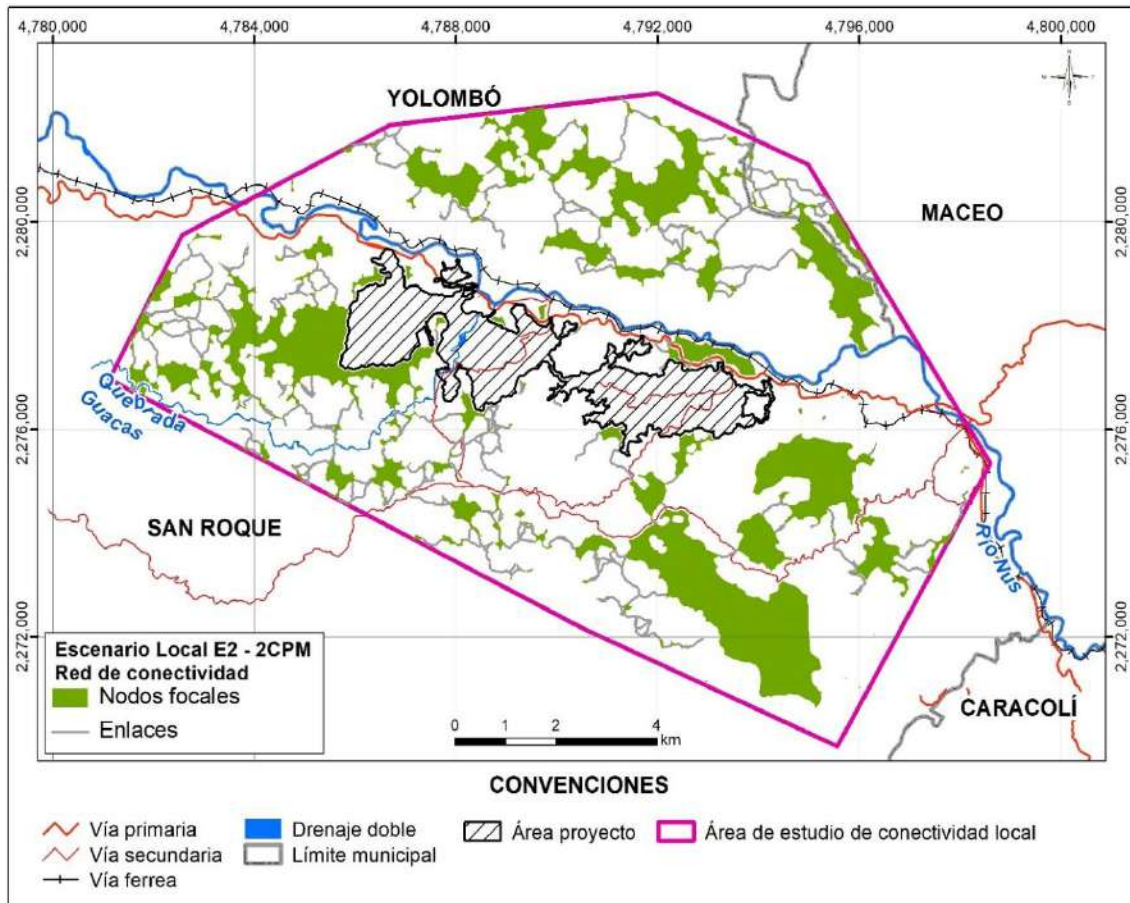 4,780,000
4,784,000
4,788,000
4,792,000
4,796,000
4,800,000
YOLOMBÓ
MACEO
2,280,000
2,280,000
2,276,000
2,276,000
Quebrada
Guacas
SAN ROQUE
Río Nus
2,272,000
2,272,000
CARACOLÍ
Escenario Local E2 - 2CPM
Red de conectividad
Nodos focales
Enlaces
0 1 2 4
km
CONVENCIONES
Vía primaria
Vía secundaria
Vía ferrea
Drenaje doble
Límite municipal
Área proyecto
Área de estudio de conectividad local